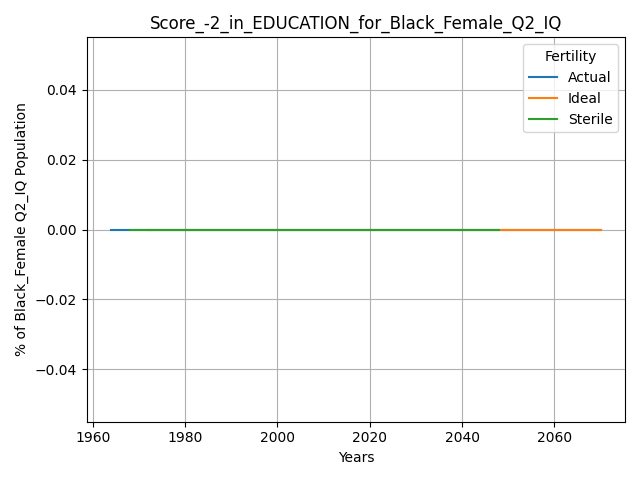 Score_-2_in_EDUCATION_for_Black_Female_Q2_IQ
Fertility
Actual
Ideal
Sterile
% of Black_Female Q2_IQ Population
0.04
0.02
0.00
−0.02
−0.04
1960 1980 2000 2020 2040 2060
Years